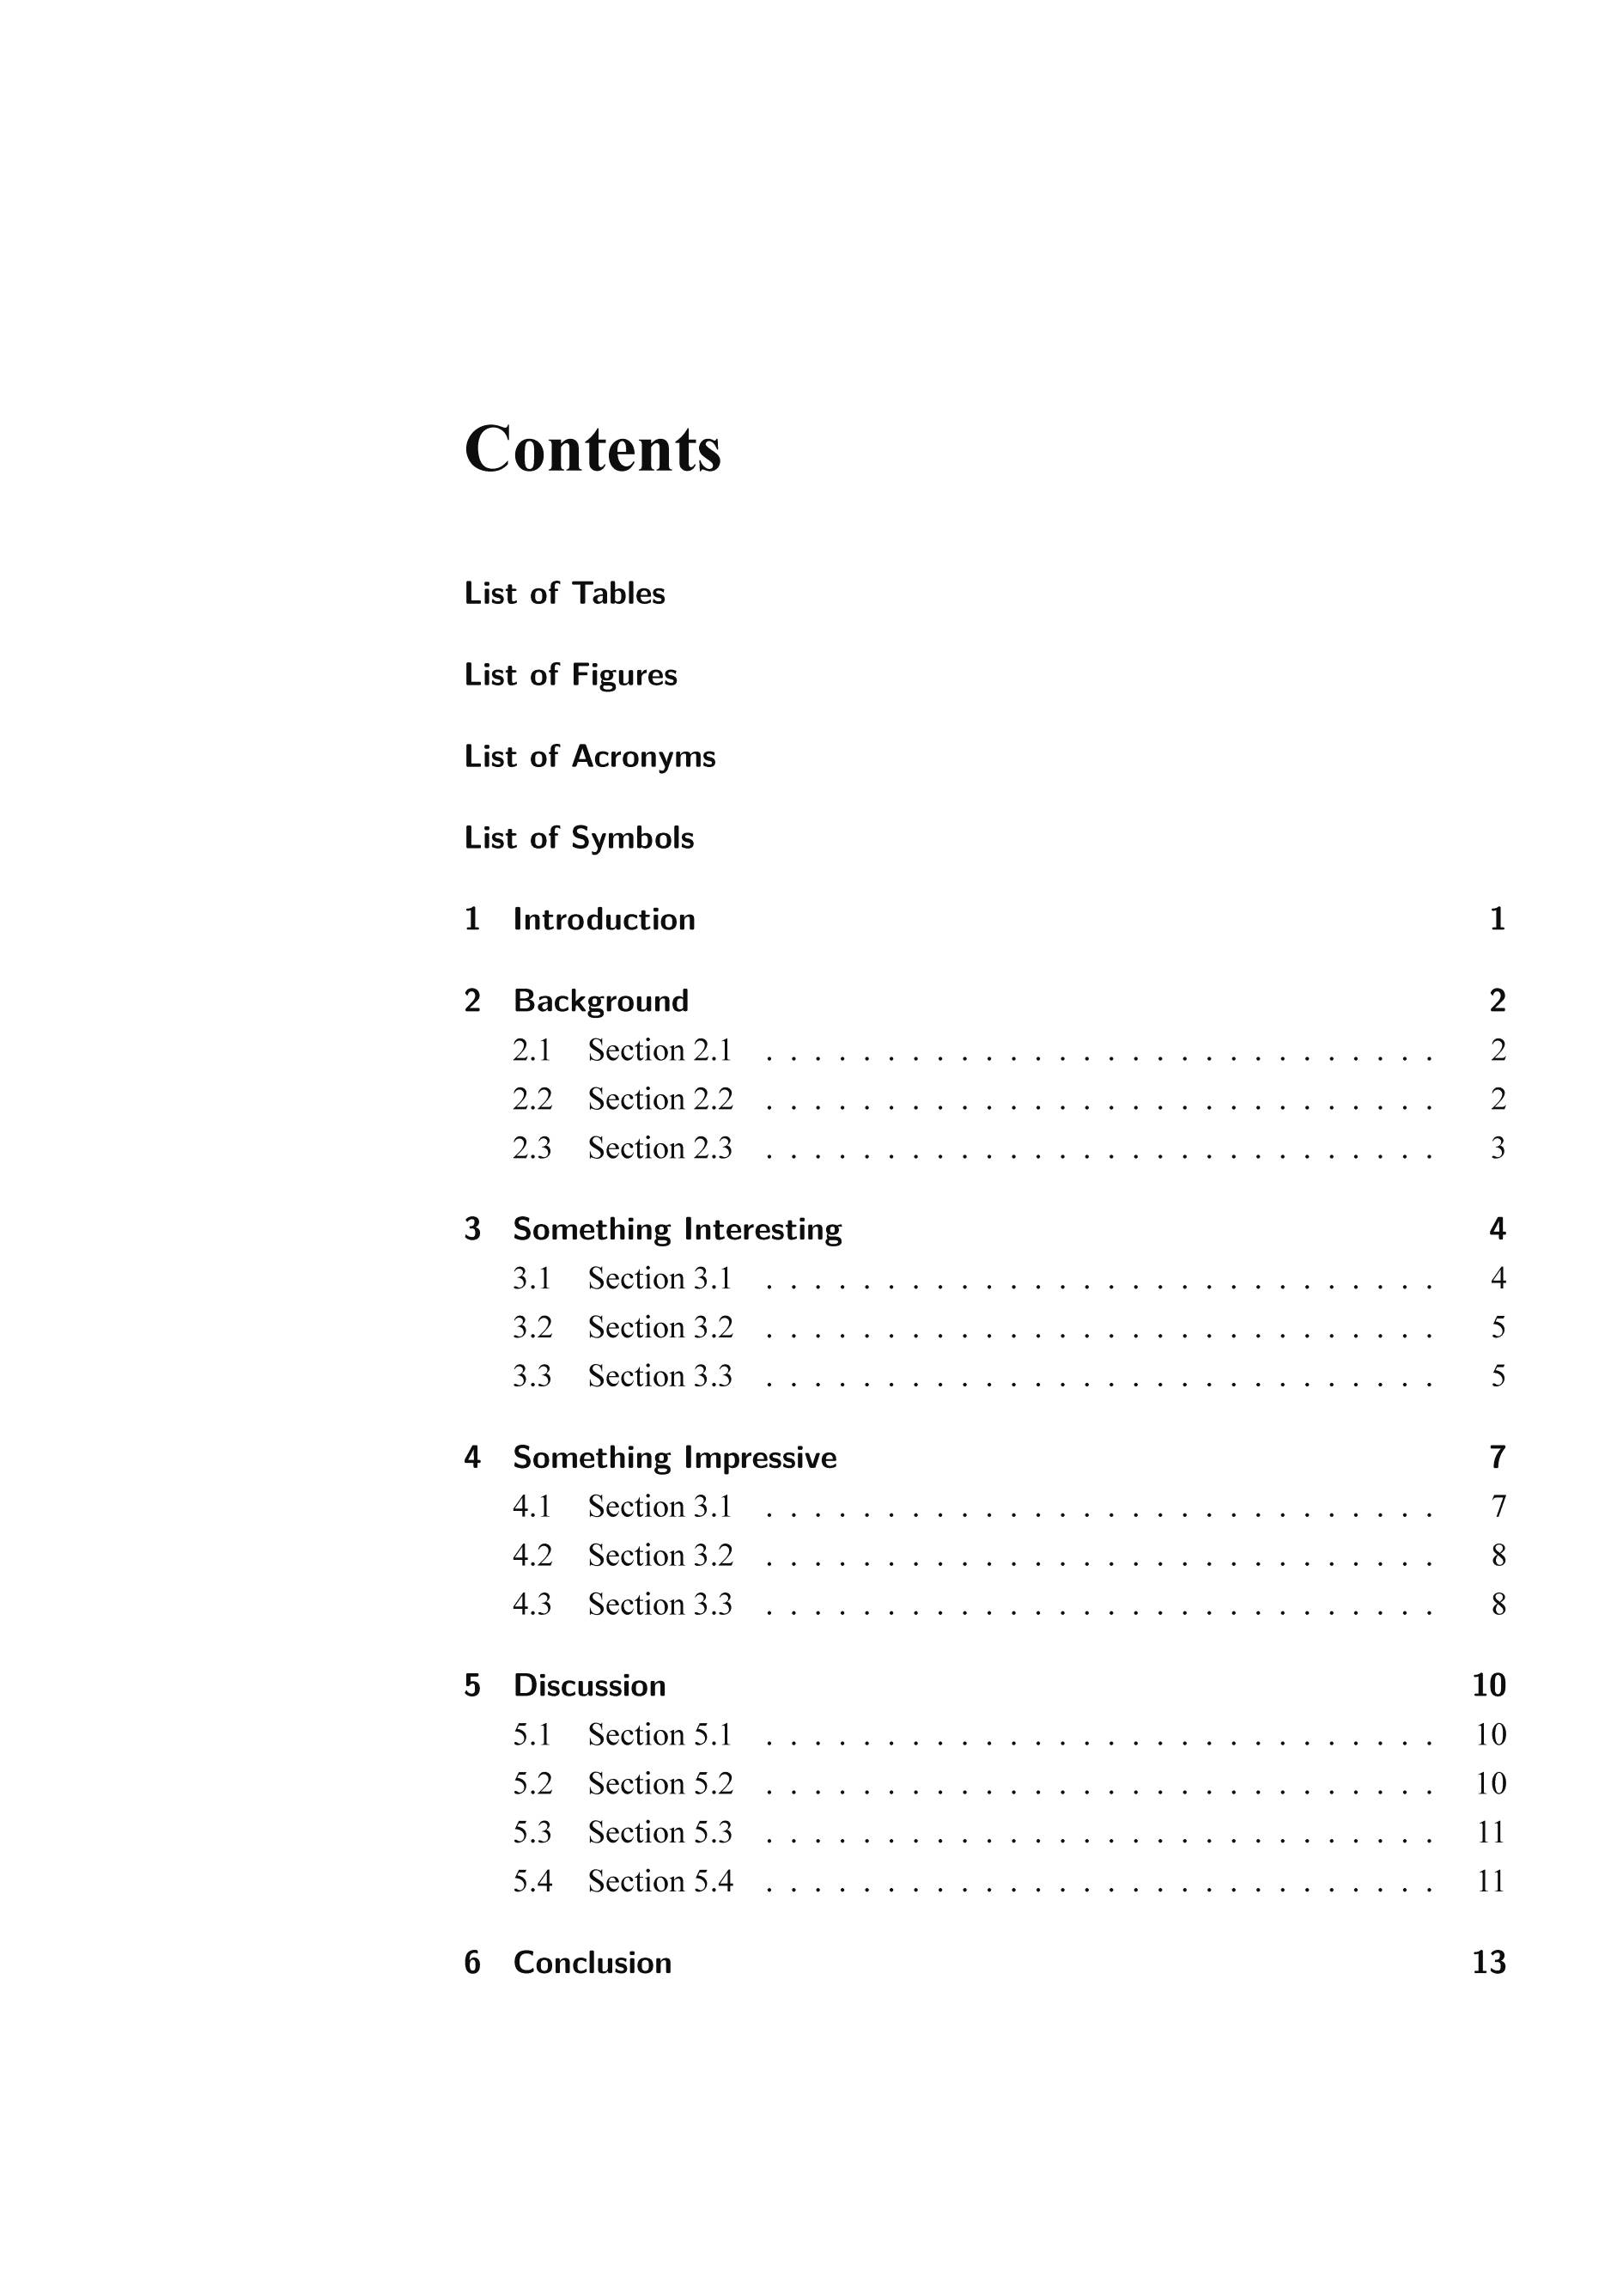 Contents
List of Tables
List of Figures
List of Acronyms
List of Symbols
1 Introduction 1
2 Background 2
2.1 Section 2.1 . . . . . . . . . . . . . . . . . . . . . . . . . . . . 2
2.2 Section 2.2 . . . . . . . . . . . . . . . . . . . . . . . . . . . . 2
2.3 Section 2.3 . . . . . . . . . . . . . . . . . . . . . . . . . . . . 3
3 Something Interesting 4
3.1 Section 3.1 . . . . . . . . . . . . . . . . . . . . . . . . . . . . 4
3.2 Section 3.2 . . . . . . . . . . . . . . . . . . . . . . . . . . . . 5
3.3 Section 3.3 . . . . . . . . . . . . . . . . . . . . . . . . . . . . 5
4 Something Impressive 7
4.1 Section 3.1 . . . . . . . . . . . . . . . . . . . . . . . . . . . . 7
4.2 Section 3.2 . . . . . . . . . . . . . . . . . . . . . . . . . . . . 8
4.3 Section 3.3 . . . . . . . . . . . . . . . . . . . . . . . . . . . . 8
5 Discussion 10
5.1 Section 5.1 . . . . . . . . . . . . . . . . . . . . . . . . . . . . 10
5.2 Section 5.2 . . . . . . . . . . . . . . . . . . . . . . . . . . . . 10
5.3 Section 5.3 . . . . . . . . . . . . . . . . . . . . . . . . . . . . 11
5.4 Section 5.4 . . . . . . . . . . . . . . . . . . . . . . . . . . . . 11
6 Conclusion 13